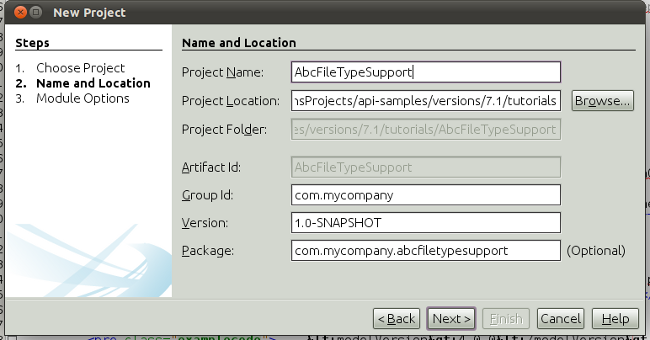 New Project
Steps
1. Choose Project
2. Name and Location
3. Module Options
Name and Location
Project Name: AbcFileTypeSupport
Project Location: nsProjects/api-samples/versions/7.1/tutorials Browse...
Project Folder: es/versions/7.1/tutorials/AbcFileTypeSupport
Artifact Id: AbcFileTypeSupport
Group Id: com.mycompany
Version: 1.0-SNAPSHOT
Package: com.mycompany.abcfiletypesupport (Optional)
< Back Next > Finish Cancel Help